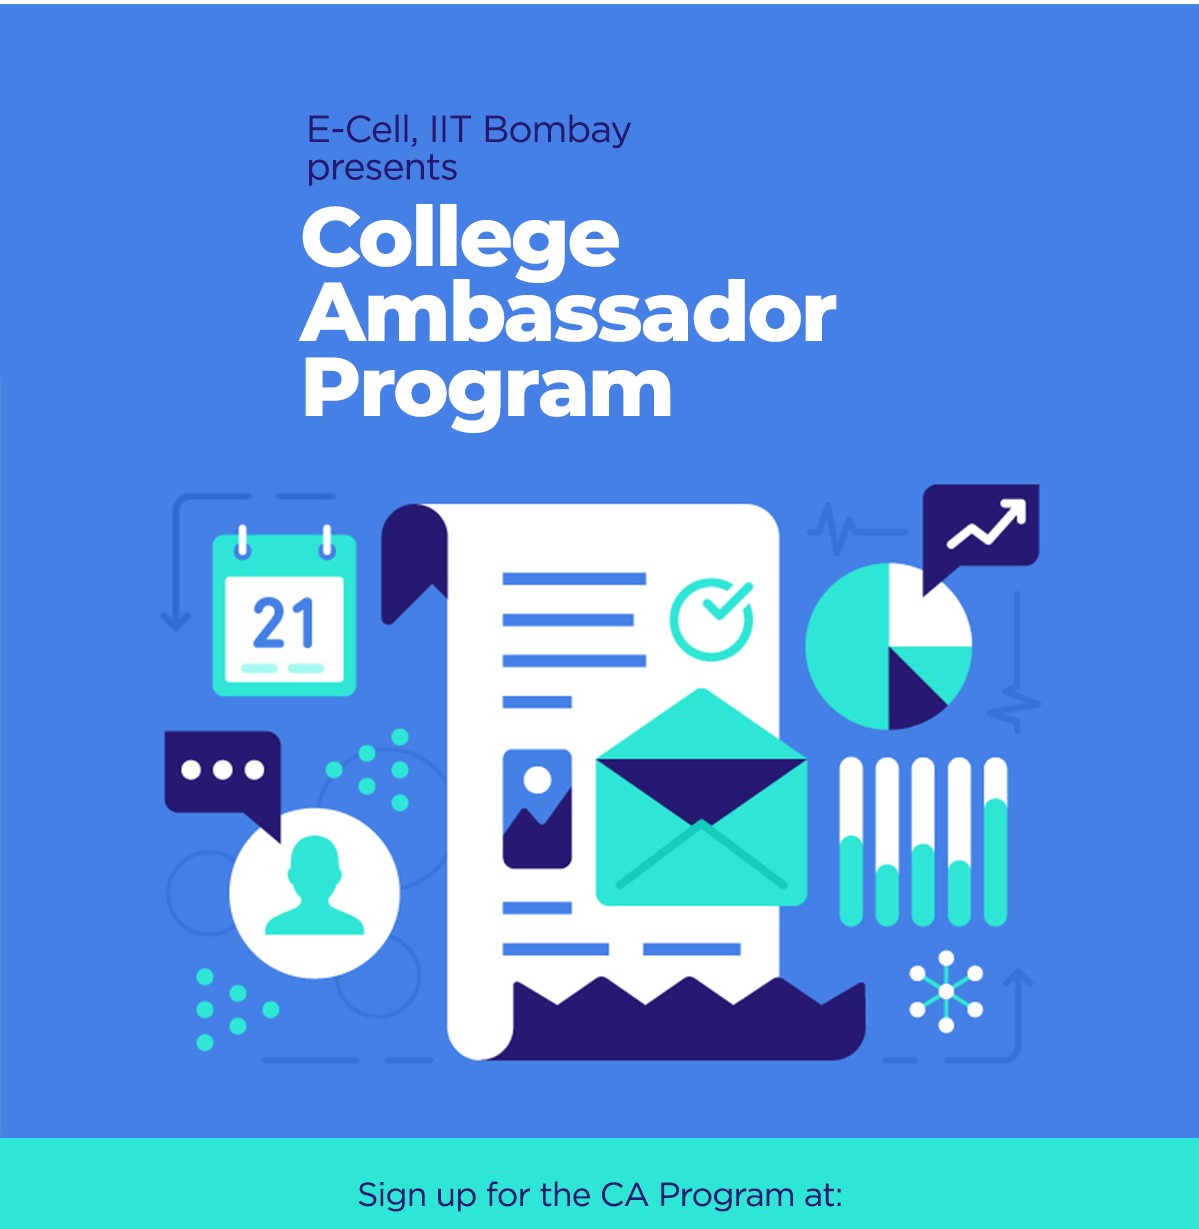 E-Cell, IIT Bombay
presents
College
Ambassador
Program
21
Sign up for the CA Program at: